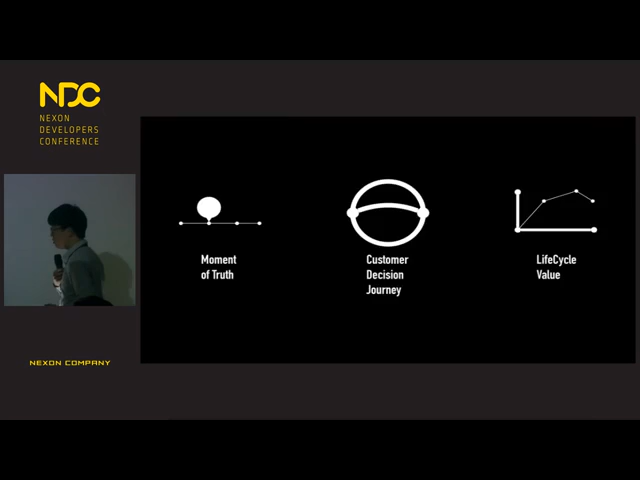 NDC
NEXON
DEVELOPERS
CONFERENCE
Moment
of Truth
Customer
Decision
Journey
LifeCycle
Value
NEXON COMPANY